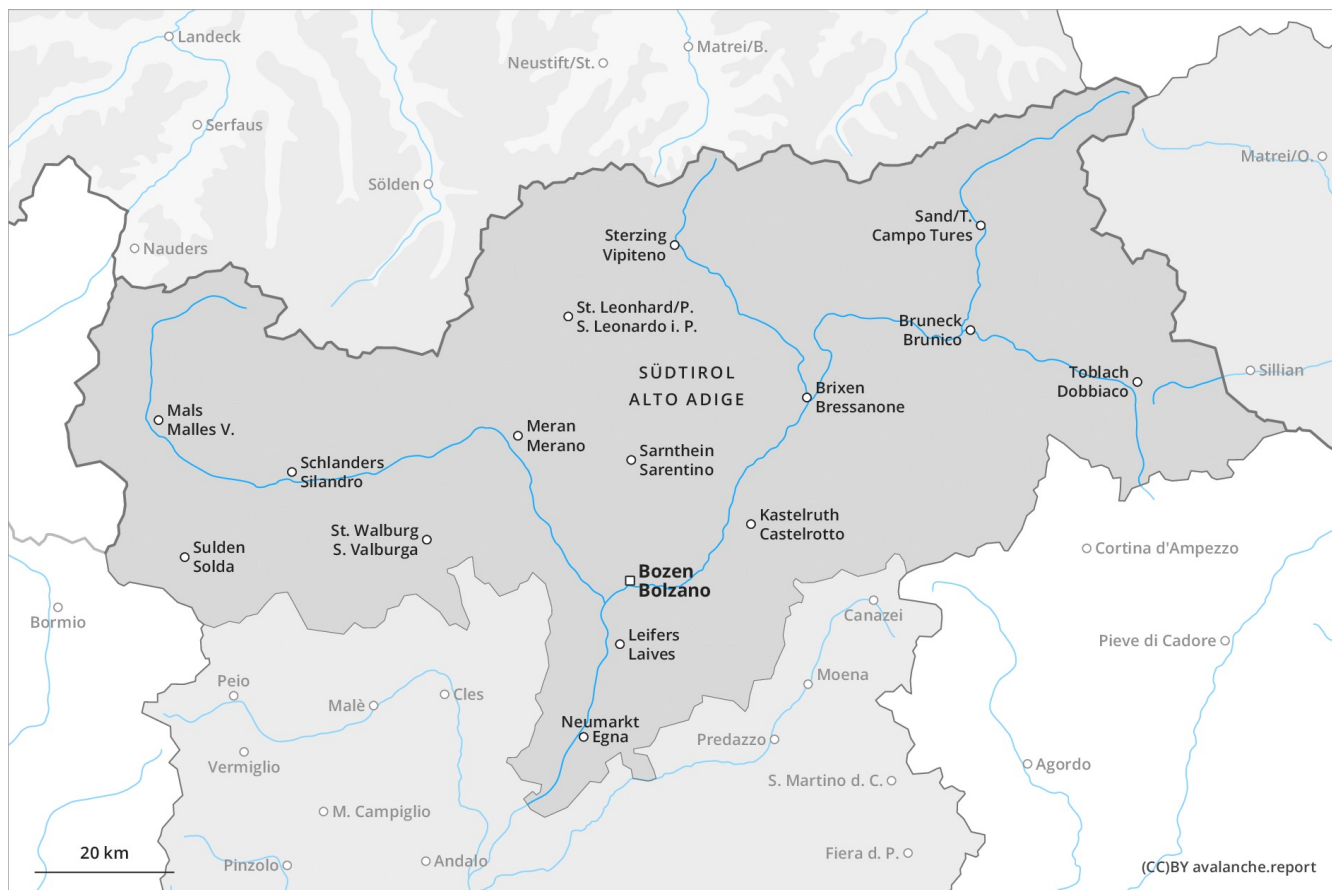 Landeck
Matrei/B.
Neustift/St.
Serfaus
Matrei/O.
Sölden
Nauders
Sand/T.
Campo Tures
Sterzing
Vipiteno
St. Leonhard/P.
S. Leonardo i. P.
Bruneck
Brunico
SÜDTIROL
ALTO ADIGE
Toblach
Dobbiaco
Sillian
Brixen
Bressanone
Mals
Malles V.
Meran
Merano
Sarnthein
Sarentino
Schlanders
Silandro
Kastelruth
Castelrotto
St. Walburg
S. Valburga
Sulden
Solda
Cortina d'Ampezzo
Bozen
Bolzano
Bormio
Canazei
Leifers
Laives
Pieve di Cadore
Moena
Peio
Malè
Cles
Neumarkt
Egna
Predazzo
Vermiglio
Agordo
S. Martino d. C.
M. Campiglio
20 km
Pinzolo
Andalo
Fiera d. P.
(CC)BY avalanche.report